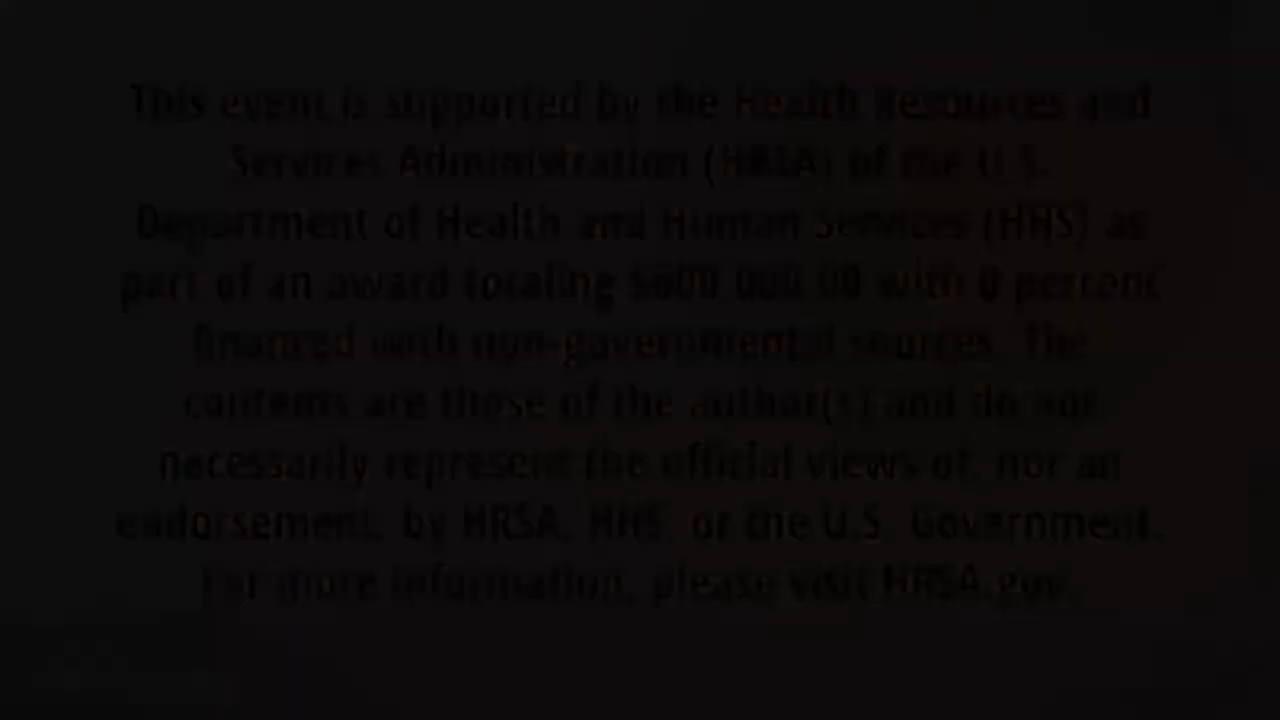 This event is supported by the Health Resources and
Services Administration (HRSA) of the U.S.
Department of Health and Human Services (HHS) as
part of an award totaling $600,000.00 with 0 percent
financed with non-governmental sources. The
contents are those of the author(s) and do not
necessarily represent the official views of, nor an
endorsement, by HRSA, HHS, or the U.S. Government.
For more information, please visit HRSA.gov.